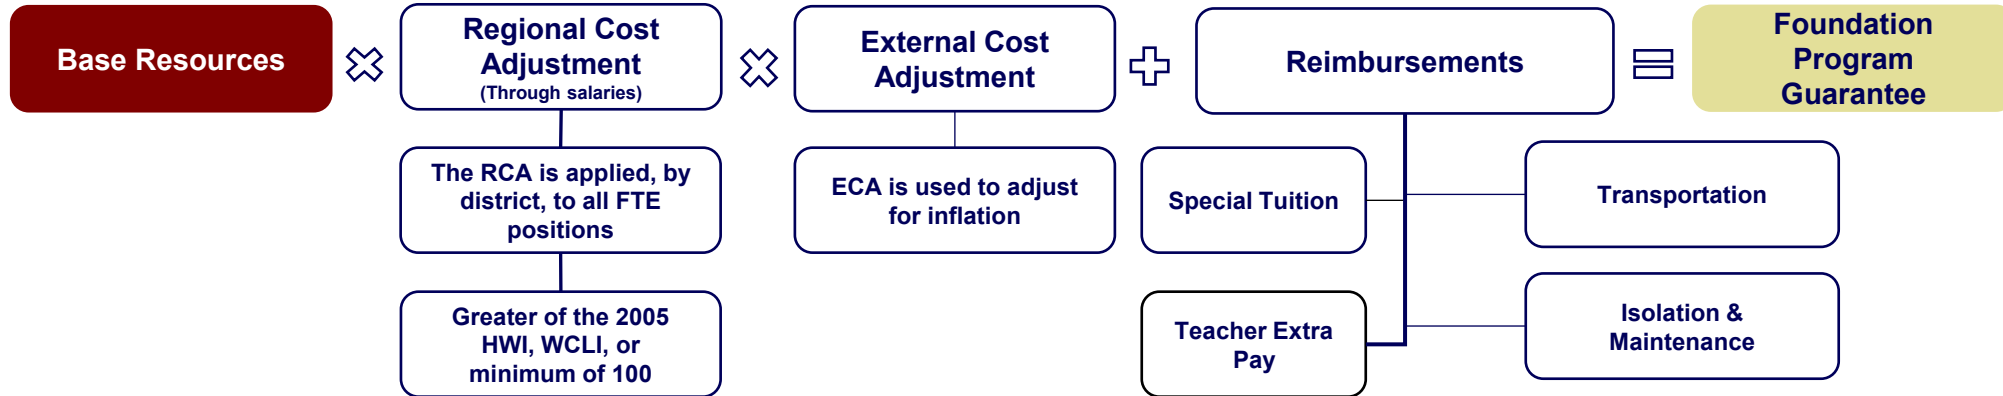 Base Resources
Regional Cost
Adjustment
(Through salaries)
External Cost
Adjustment
Reimbursements
Foundation
Program
Guarantee
The RCA is applied, by
district, to all FTE
positions
ECA is used to adjust
for inflation
Special Tuition
Transportation
Greater of the 2005
HWI, WCLI, or
minimum of 100
Teacher Extra
Pay
Isolation &
Maintenance